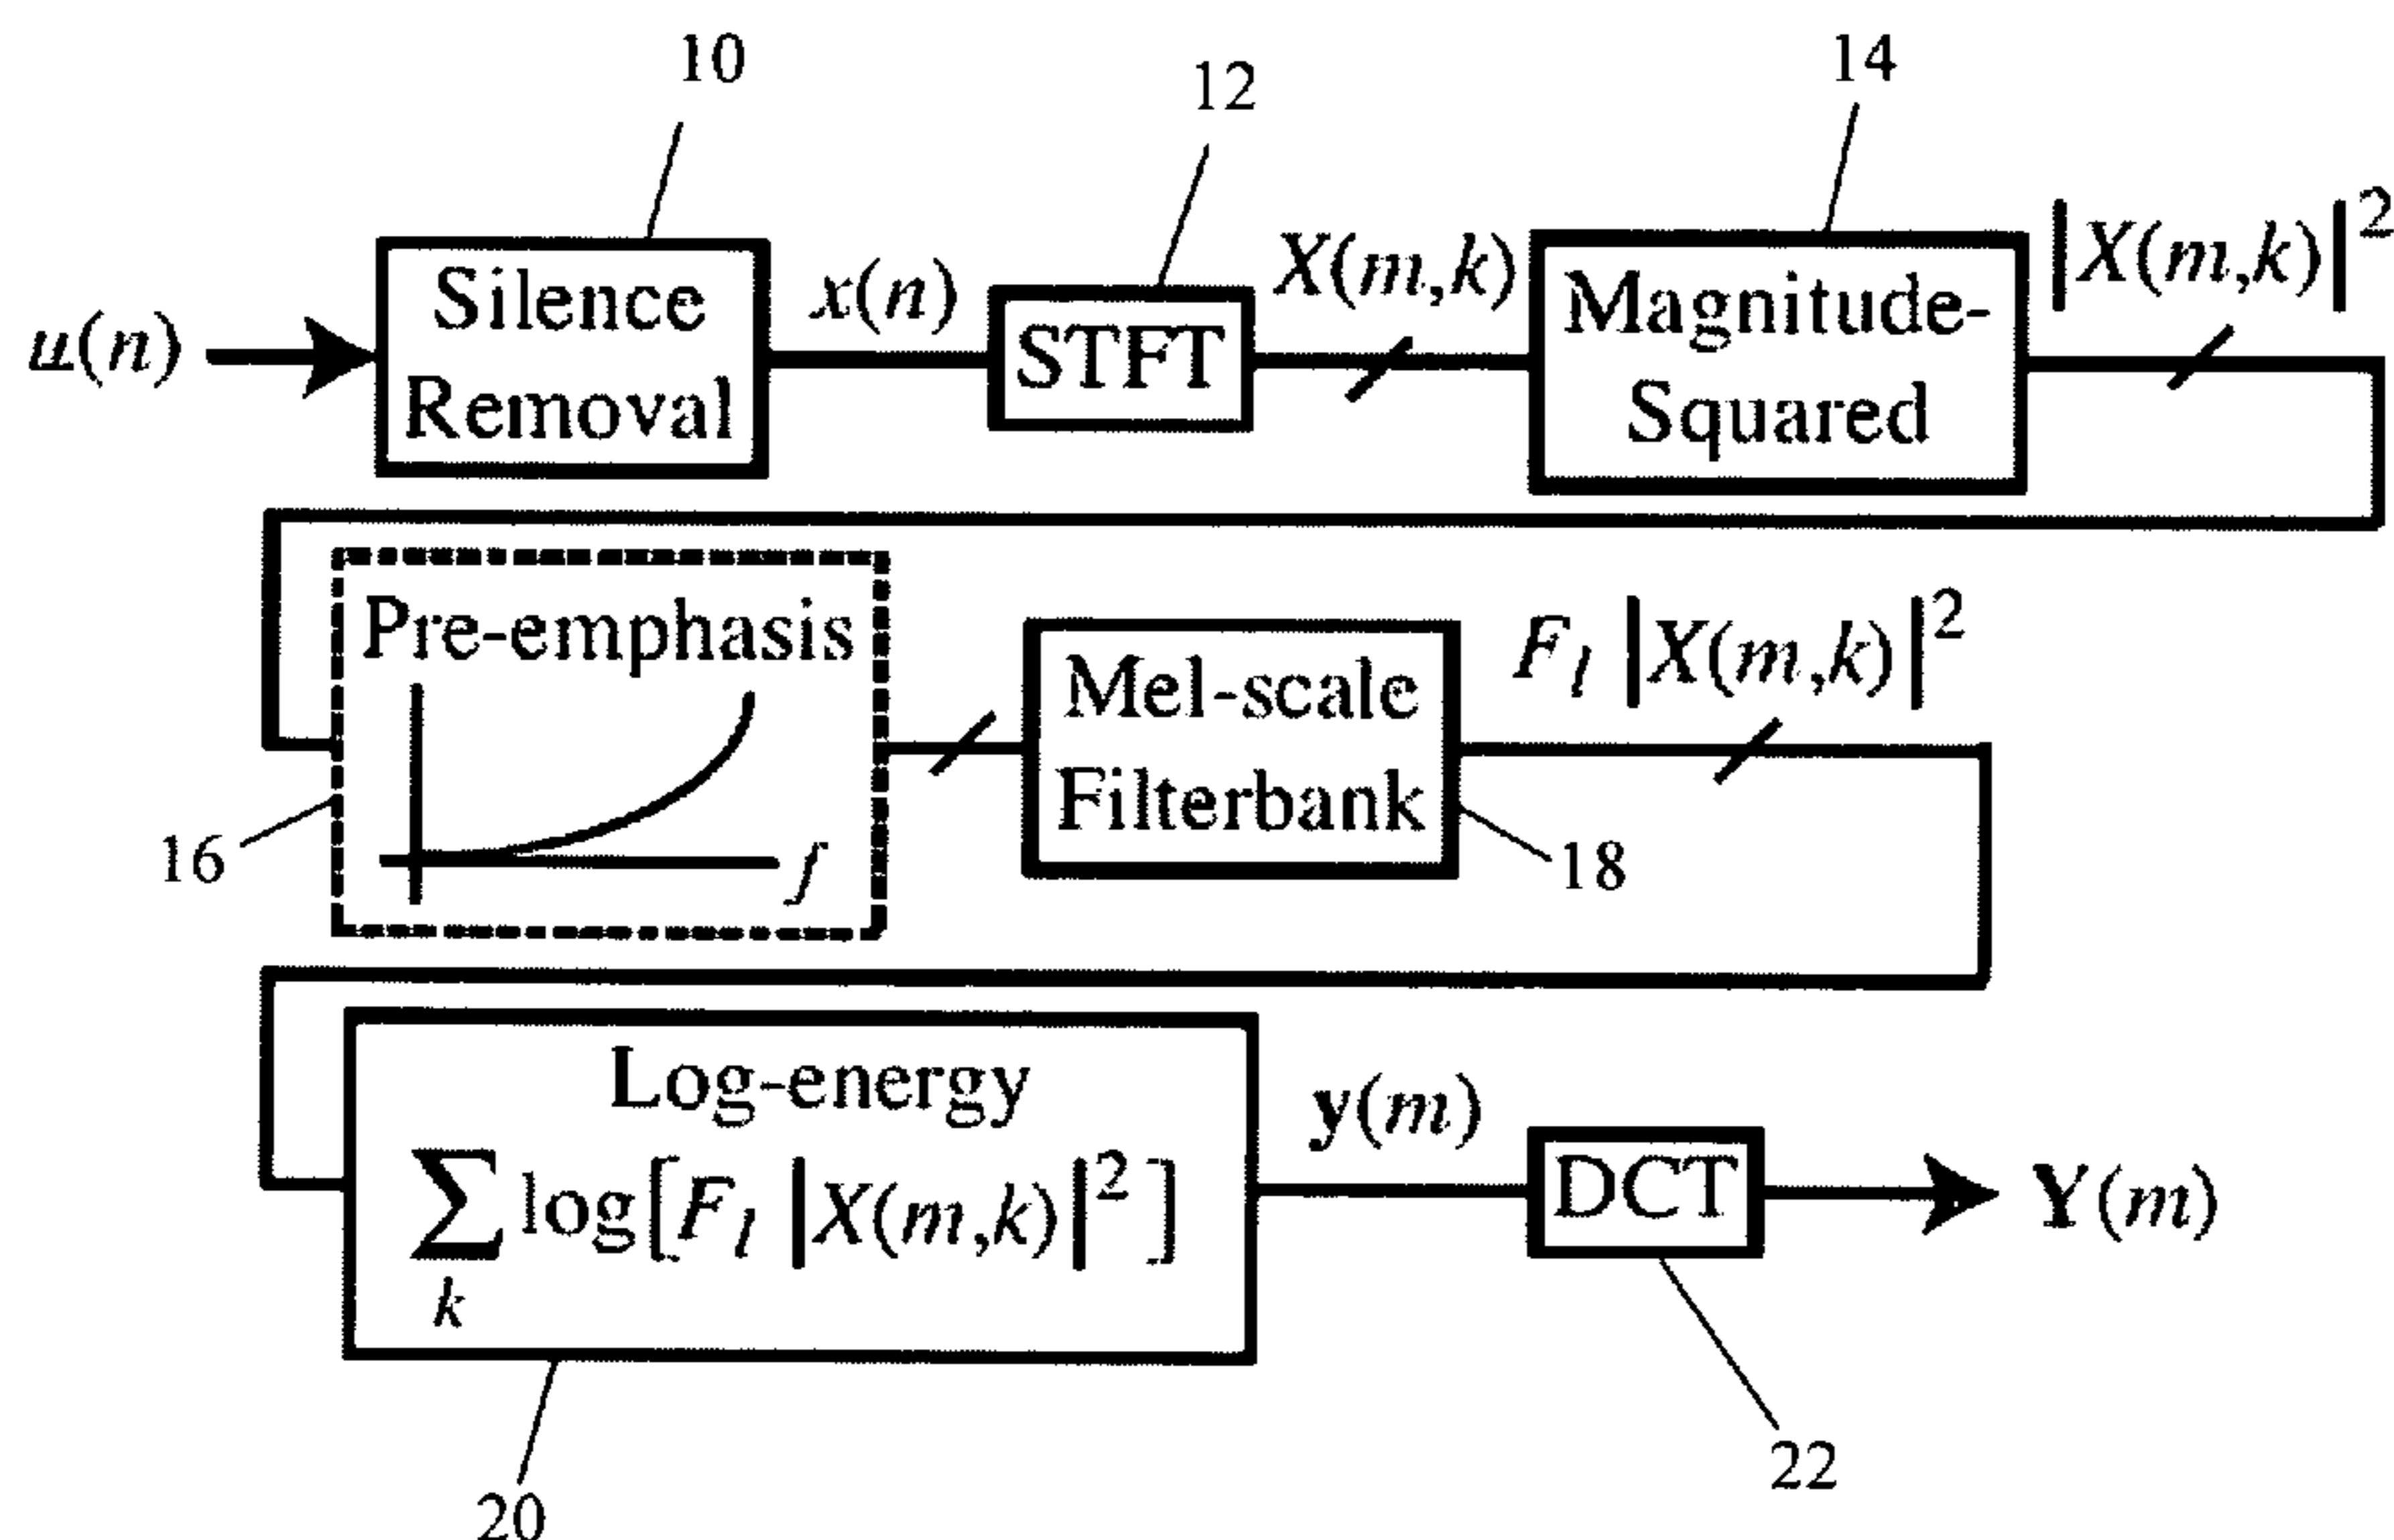 10
12
14
u(n)
Silence
Removal
x(n)
STFT
X(m,k)
Magnitude-
Squared
|X(m,k)|²
Pre-emphasis
f
16
Mel-scale
Filterbank
18
F_l |X(m,k)|²
Log-energy
∑ log[F_l |X(m,k)|²]
k
20
y(m)
DCT
22
Y(m)